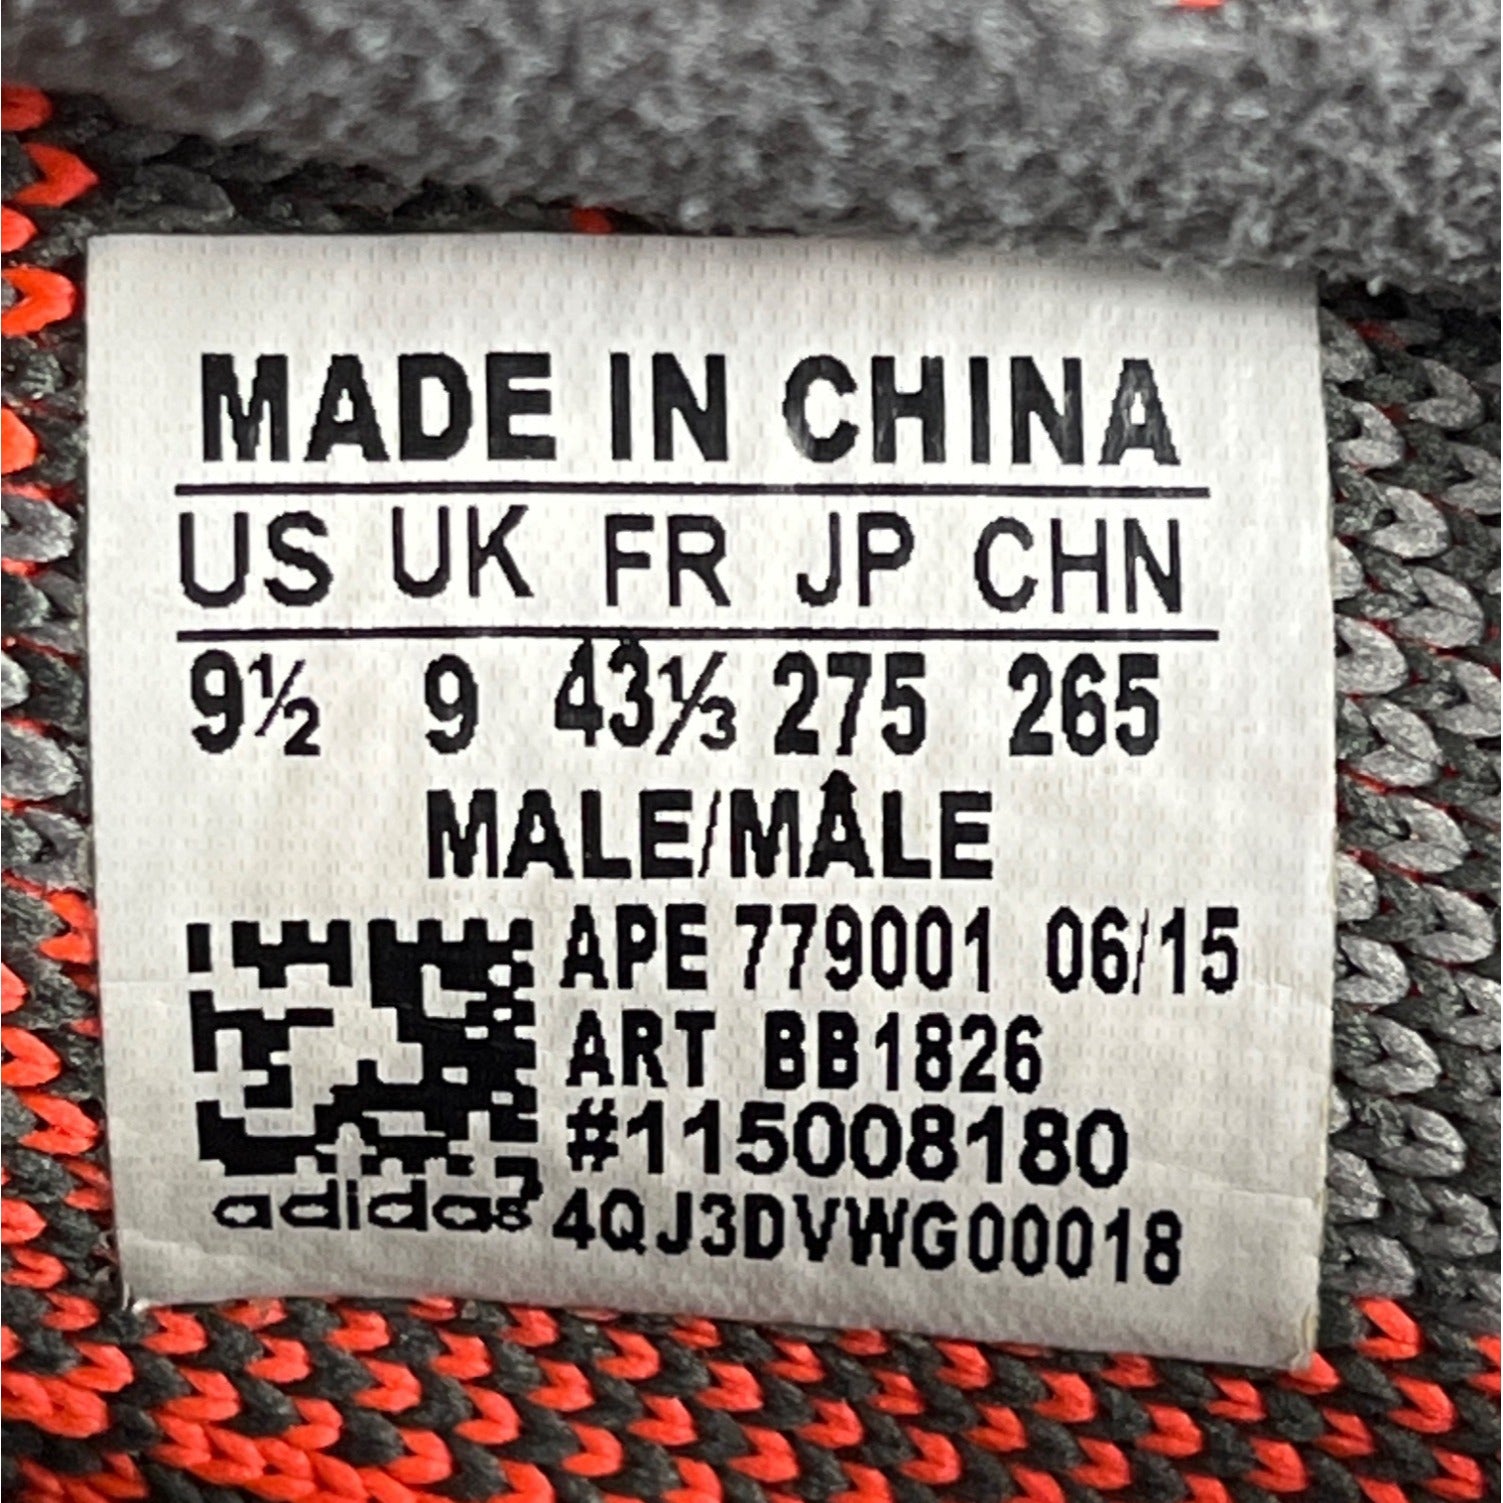 MADE IN CHINA
US UK FR JP CHN
9½ 9 43⅓ 275 265
MALE/MÂLE
APE 779001 06/15
ART BB1826
#115008180
adidas 4QJ3DVWG00018